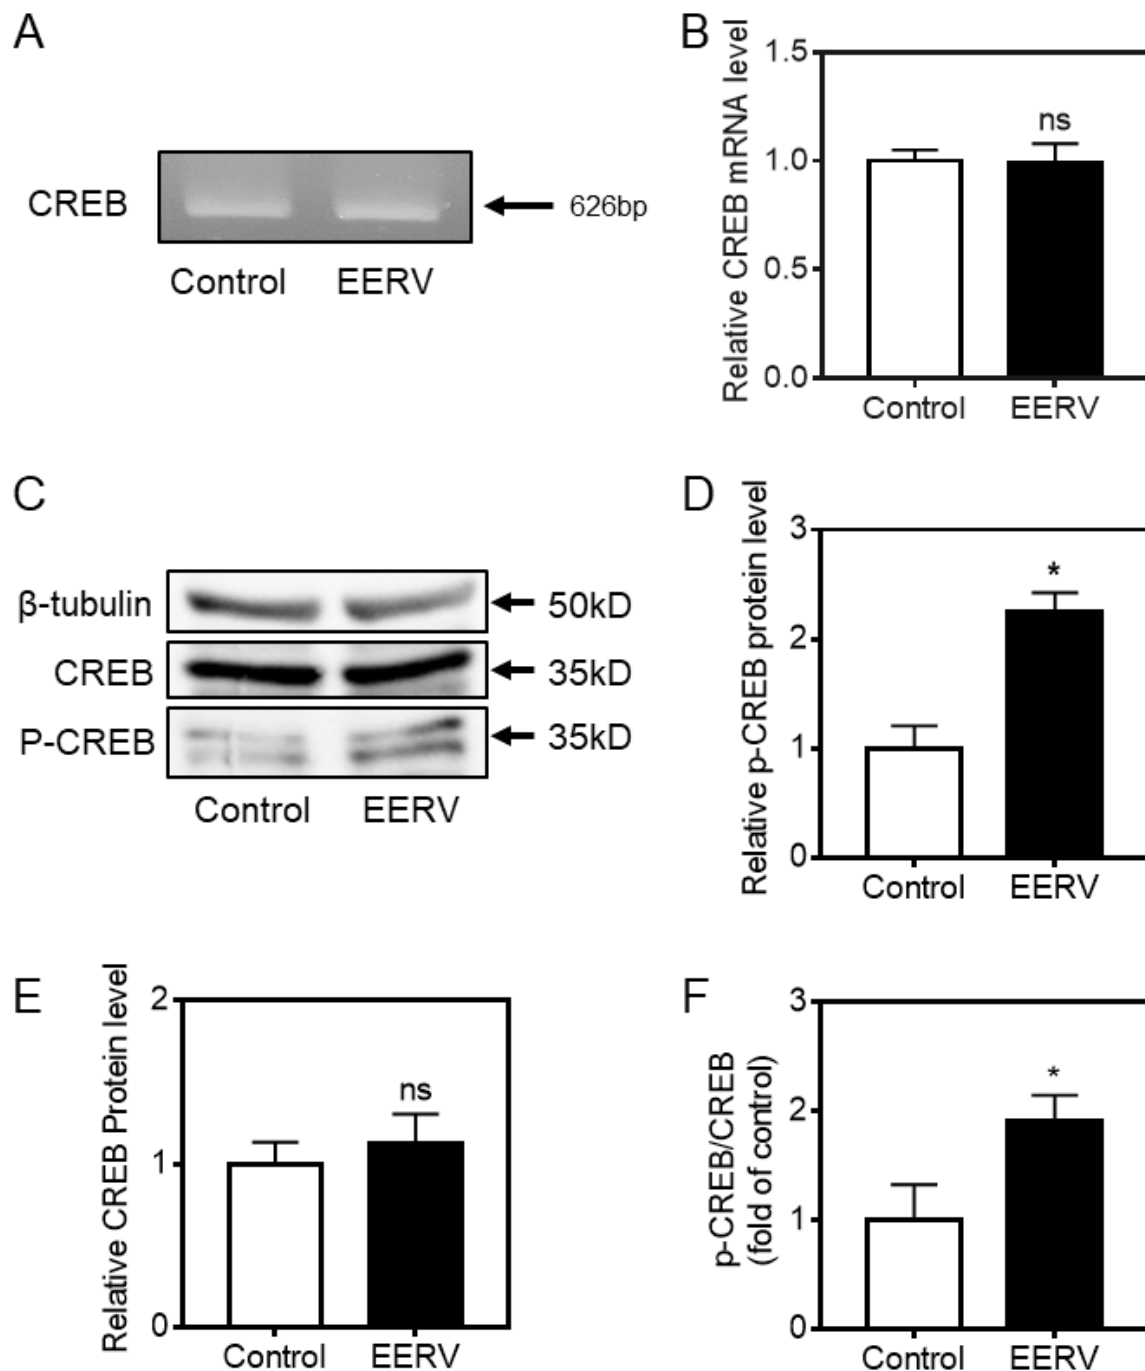 A
CREB
626bp
Control EERV
B
Relative CREB mRNA level
1.5
1.0
0.5
0.0
ns
Control EERV
C
β-tubulin
50kD
CREB
35kD
P-CREB
35kD
Control EERV
D
Relative p-CREB protein level
3
2
1
0
*
Control EERV
E
Relative CREB Protein level
2
1
0
ns
Control EERV
F
p-CREB/CREB
(fold of control)
3
2
1
0
*
Control EERV